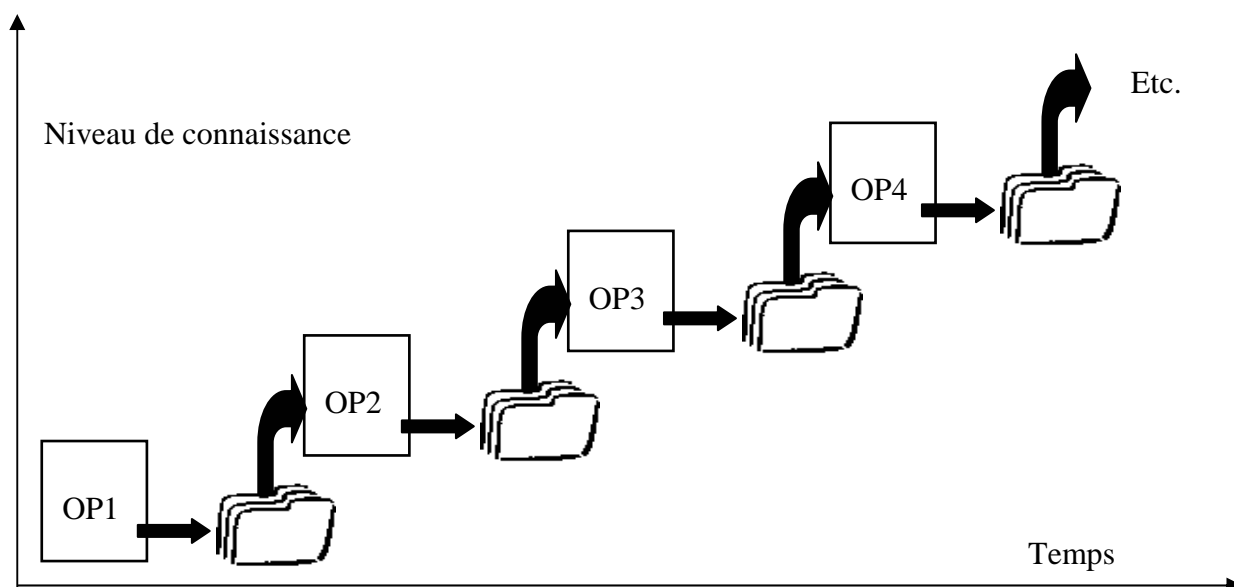 Etc.
Niveau de connaissance
OP4
OP3
OP2
OP1
Temps